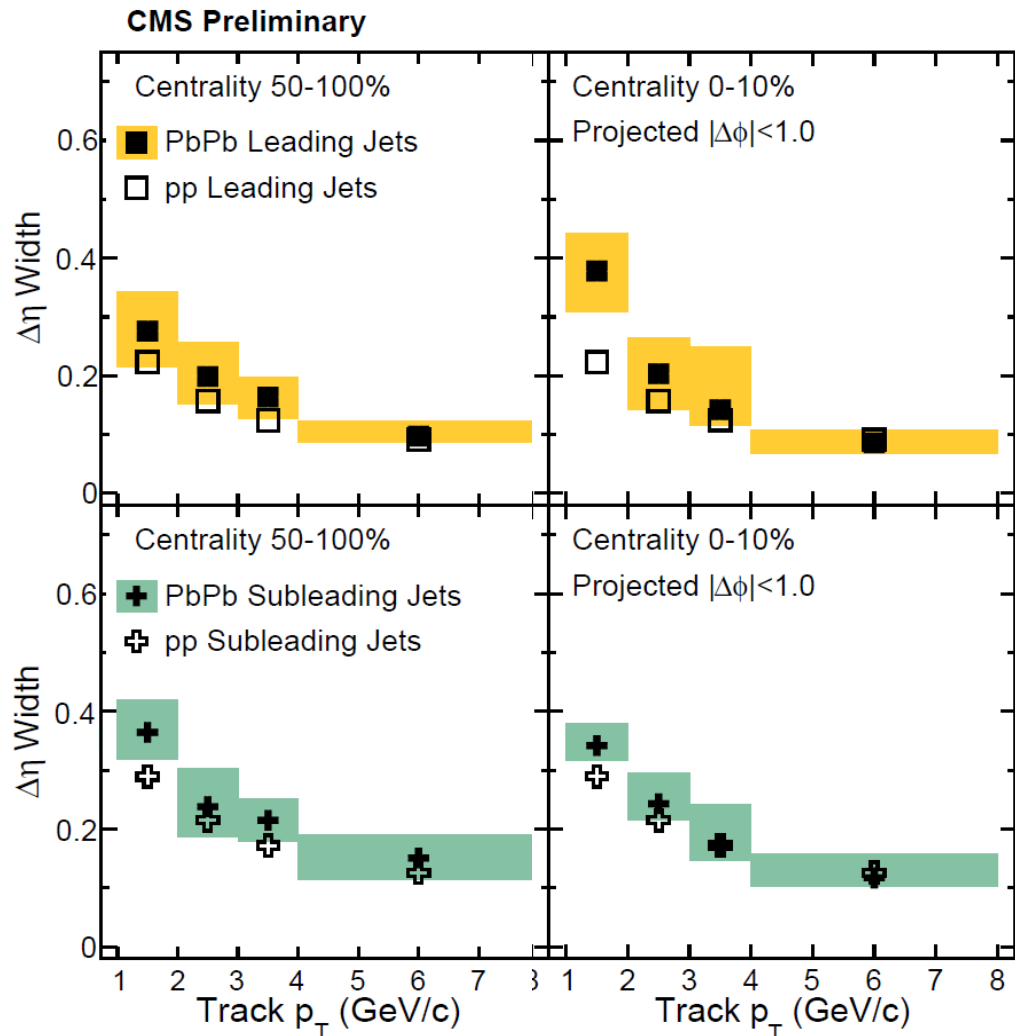 CMS Preliminary
Centrality 50-100%
PbPb Leading Jets
pp Leading Jets
Centrality 0-10%
Projected |Δϕ|<1.0
Δη Width
0.6
0.4
0.2
0
Centrality 50-100%
PbPb Subleading Jets
pp Subleading Jets
Centrality 0-10%
Projected |Δϕ|<1.0
Δη Width
0.6
0.4
0.2
0
1 2 3 4 5 6 7 8
1 2 3 4 5 6 7 8
Track p_T (GeV/c)
Track p_T (GeV/c)